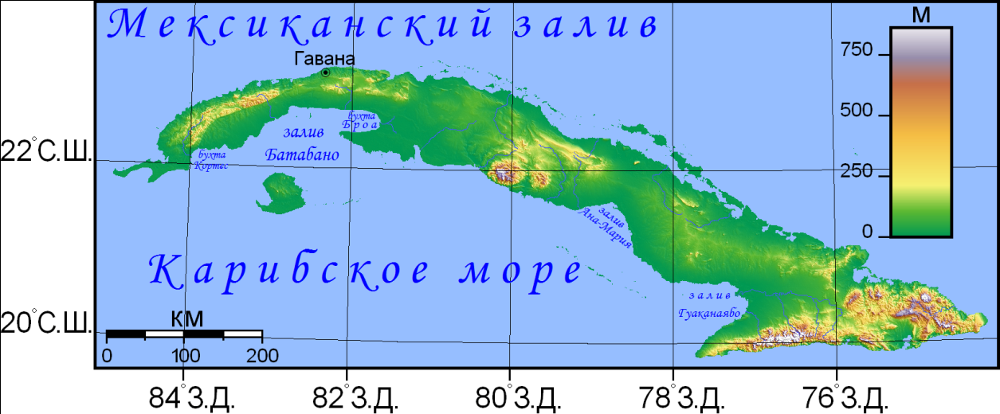 Мексиканский залив
М
750
500
250
0
Гавана
бухта
Броа
залив
Батабано
бухта
Кортес
22°С.Ш.
залив
Ана-Мария
Карибское море
залив
Гуаканаябо
20°С.Ш.
КМ
0 100 200
84°З.Д. 82°З.Д. 80°З.Д. 78°З.Д. 76°З.Д.